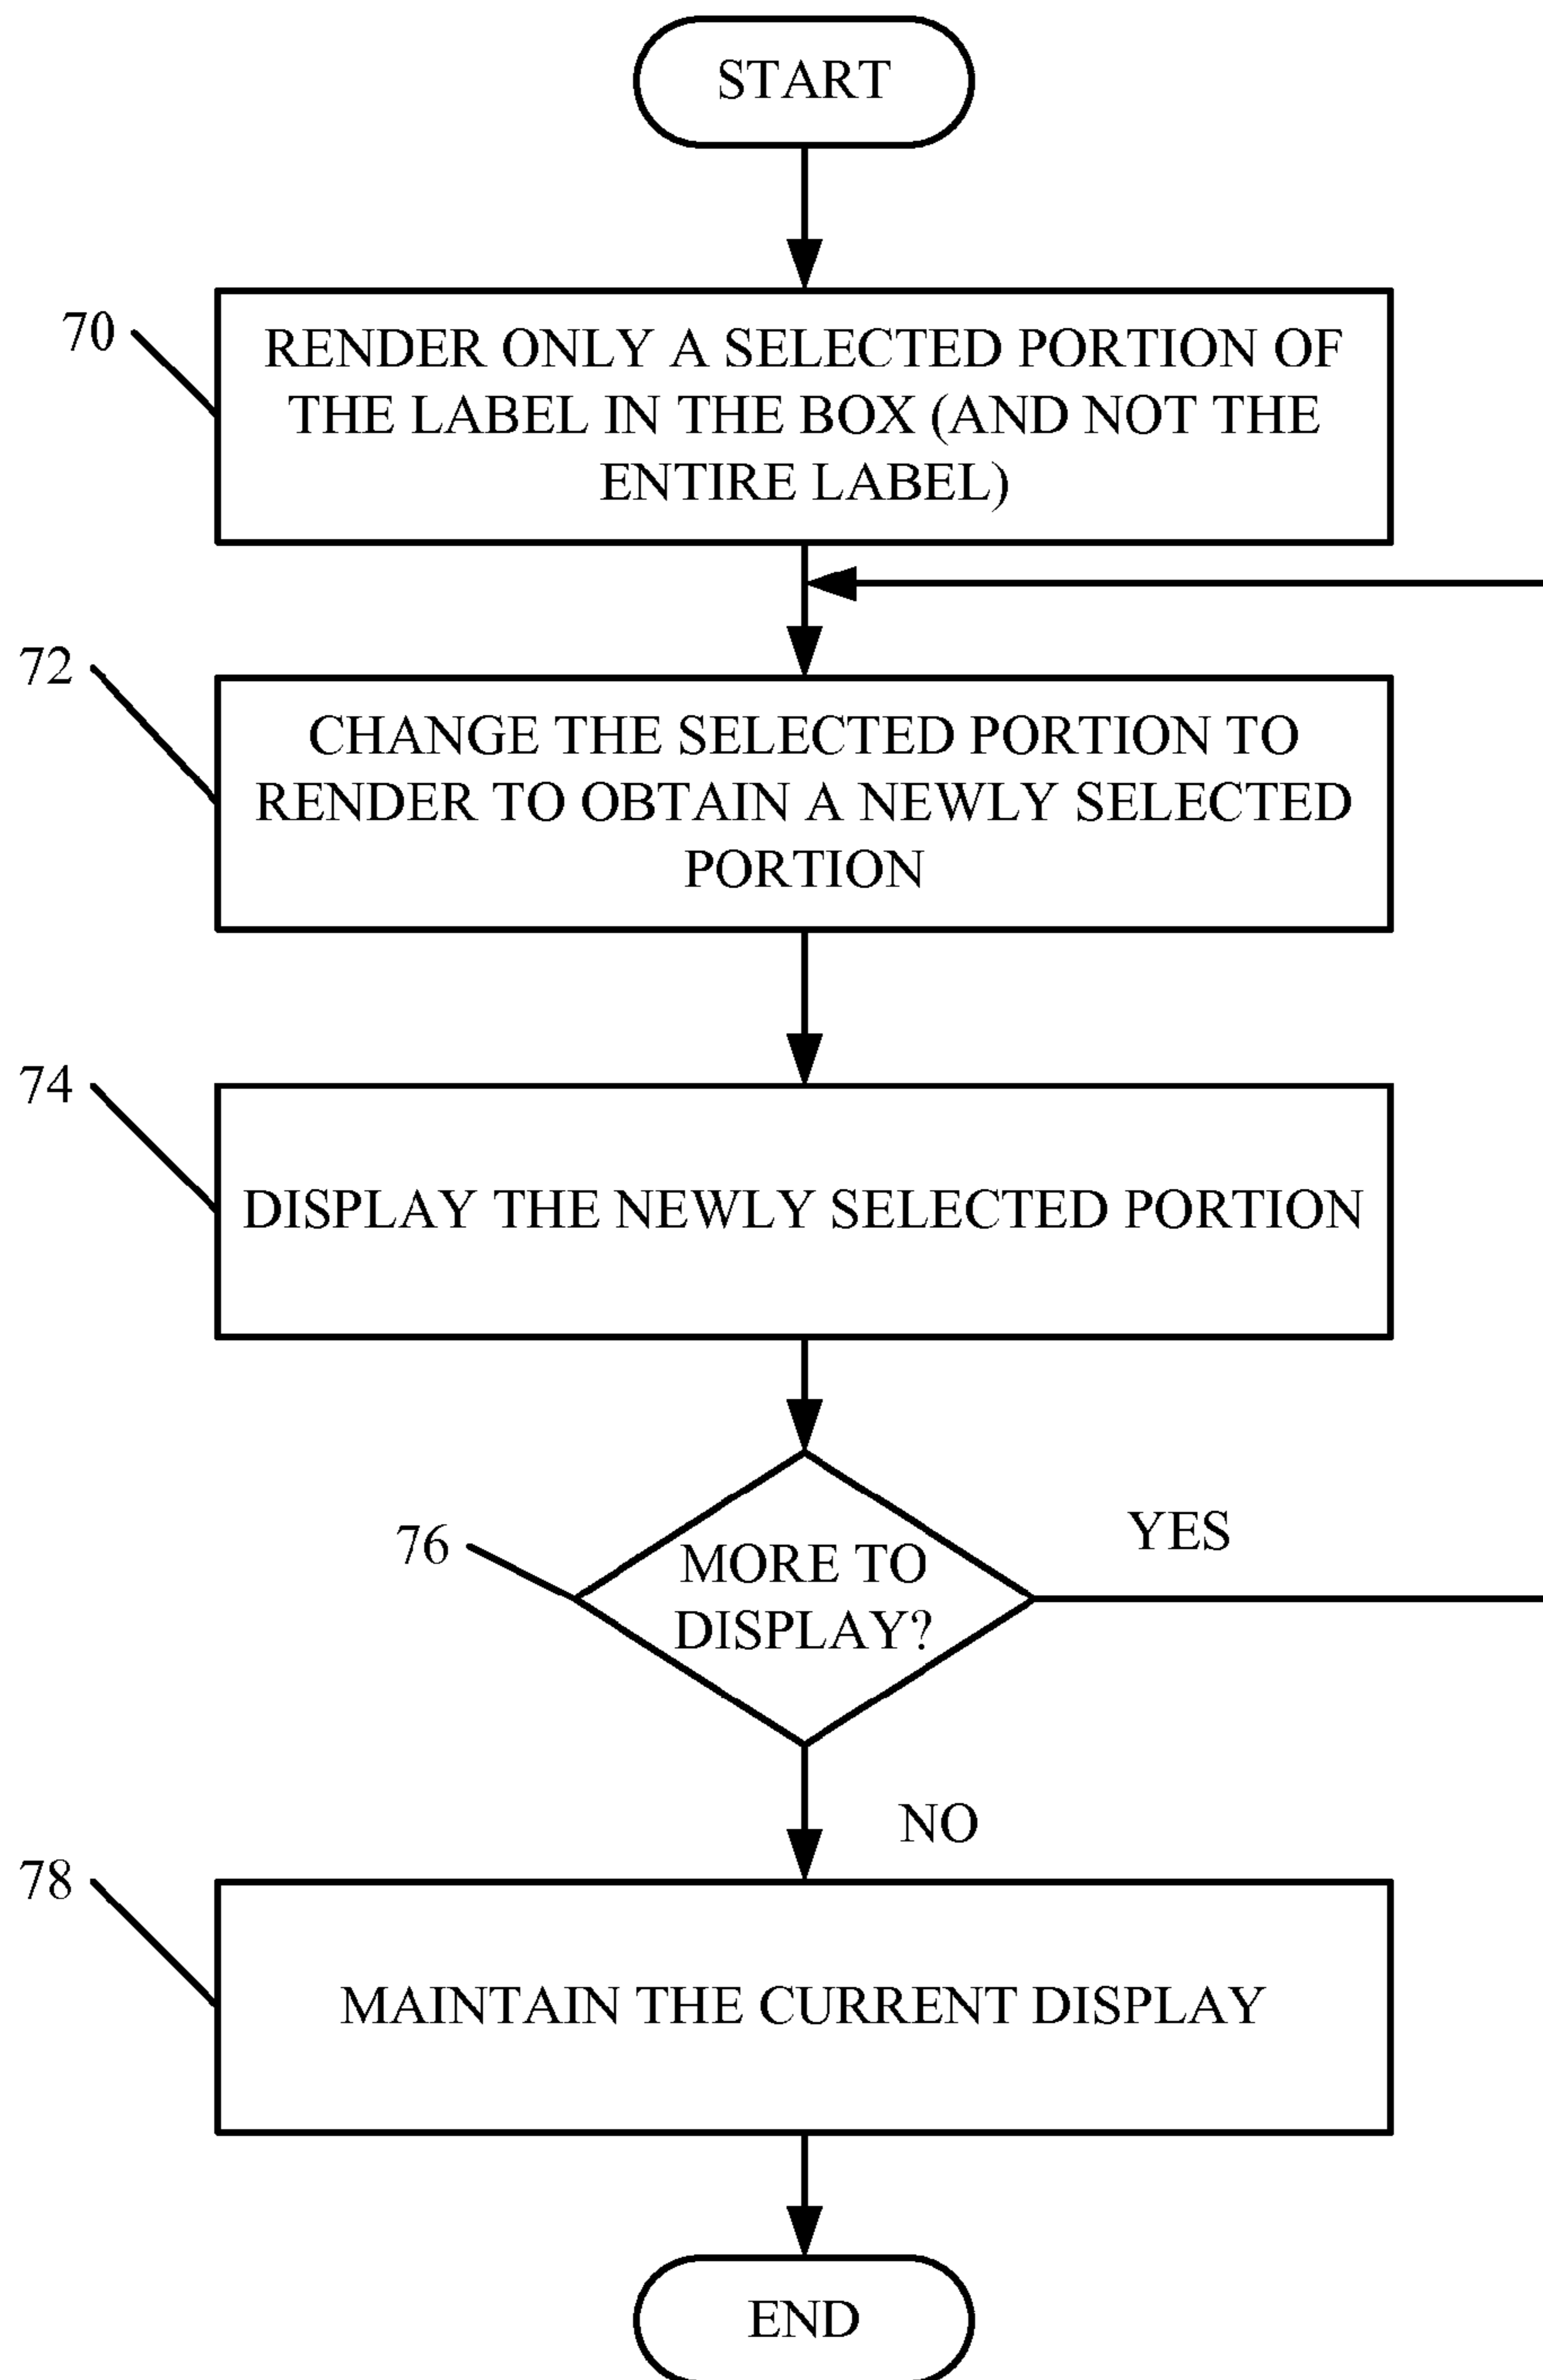 START
70
RENDER ONLY A SELECTED PORTION OF
THE LABEL IN THE BOX (AND NOT THE
ENTIRE LABEL)
72
CHANGE THE SELECTED PORTION TO
RENDER TO OBTAIN A NEWLY SELECTED
PORTION
74
DISPLAY THE NEWLY SELECTED PORTION
76
MORE TO
DISPLAY?
YES
NO
78
MAINTAIN THE CURRENT DISPLAY
END